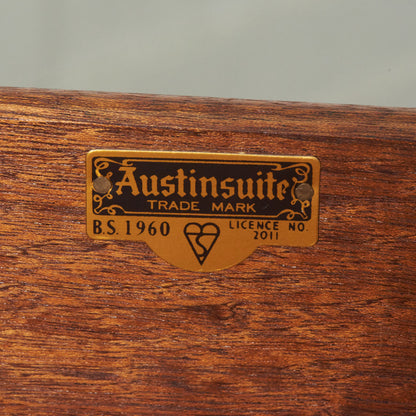 Austinsuite
TRADE MARK
B.S. 1960
LICENCE NO.
2011